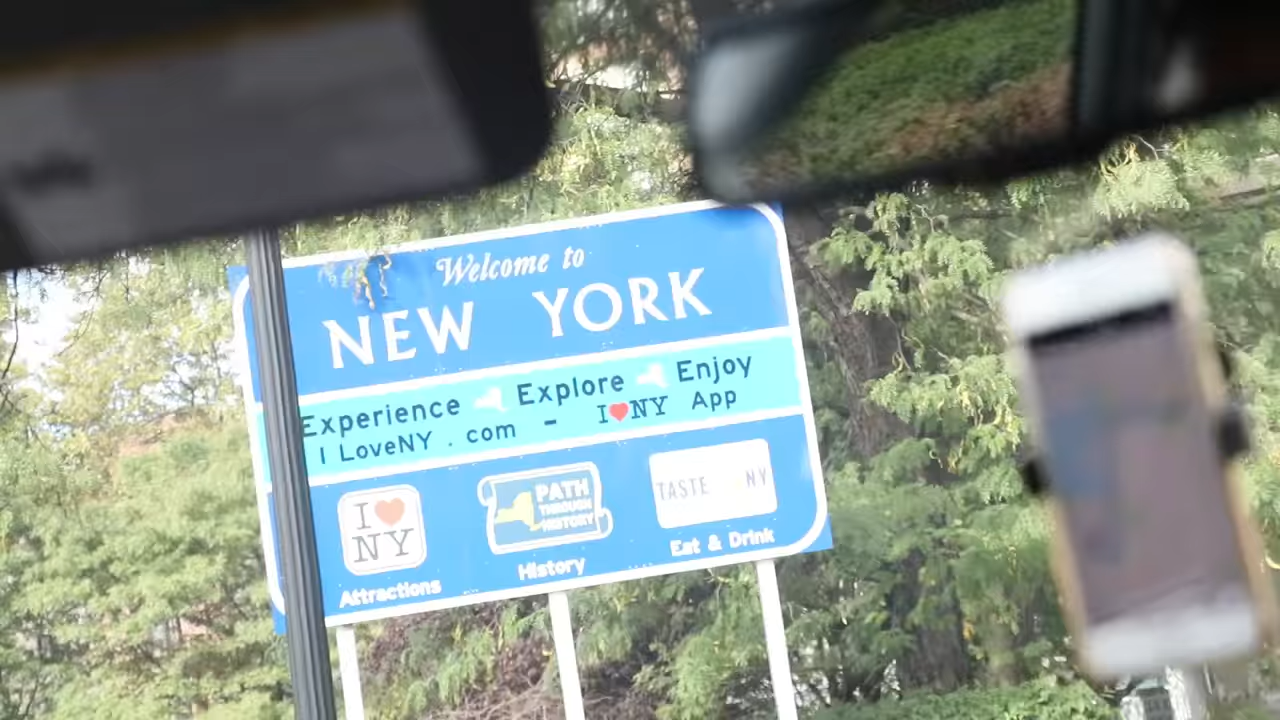 Welcome to
NEW YORK
Experience Explore Enjoy
I LoveNY . com - I❤NY App
I❤
NY
PATH
THROUGH
HISTORY
TASTE NY
Attractions
History
Eat & Drink